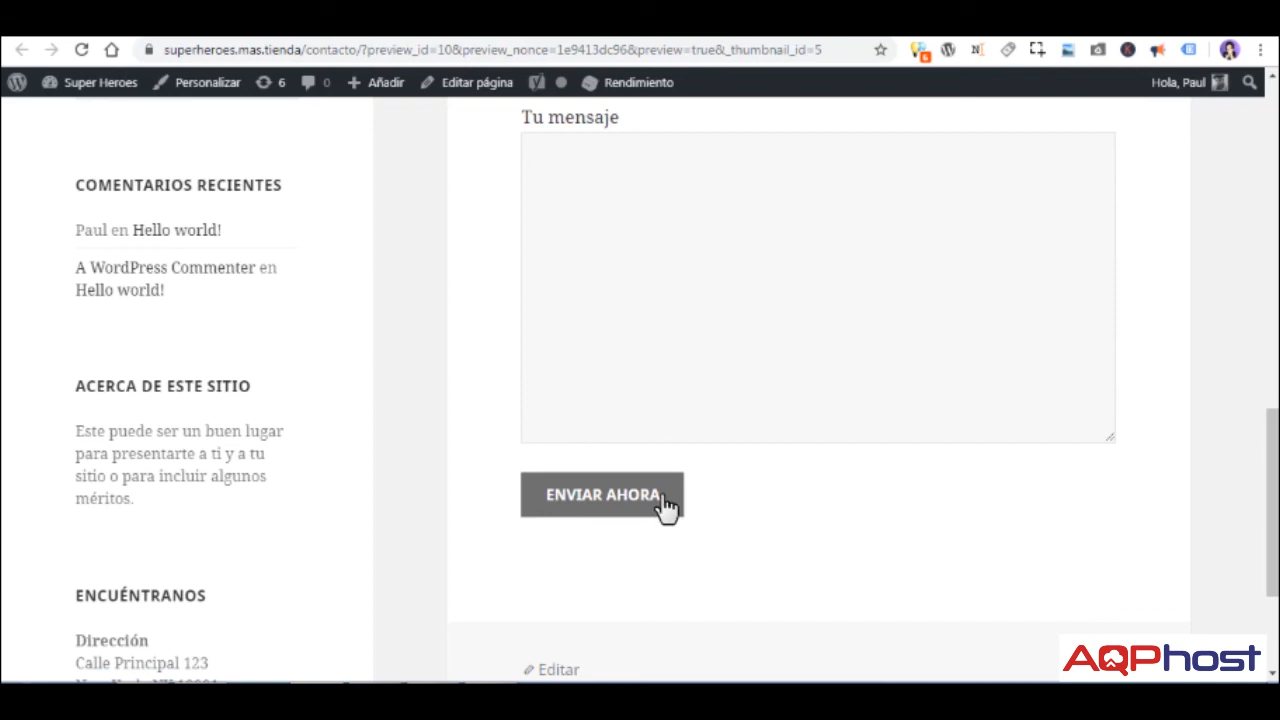 superheroes.mas.tienda/contacto/?preview_id=10&preview_nonce=1e9413dc96&preview=true&_thumbnail_id=5
6
Super Heroes Personalizar 6 0 Añadir Editar página Rendimiento Hola, Paul
Tu mensaje
COMENTARIOS RECIENTES
Paul en Hello world!
A WordPress Commenter en
Hello world!
ACERCA DE ESTE SITIO
Este puede ser un buen lugar
para presentarte a ti y a tu
sitio o para incluir algunos
méritos.
ENVIAR AHORA
ENCUÉNTRANOS
Dirección
Calle Principal 123
Editar
AQPhost